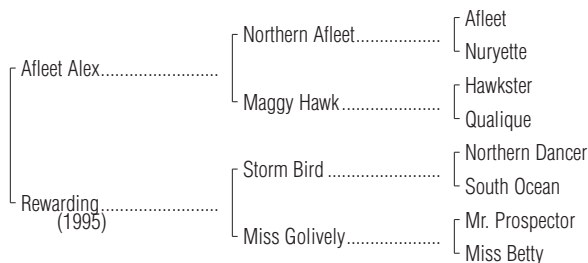 Afleet
Northern Afleet....................
Nuryette
Afleet Alex............................
Hawkster
Maggy Hawk .......................
Qualique
Northern Dancer
Storm Bird ...........................
South Ocean
Rewarding............................
(1995)
Mr. Prospector
Miss Golively.......................
Miss Betty